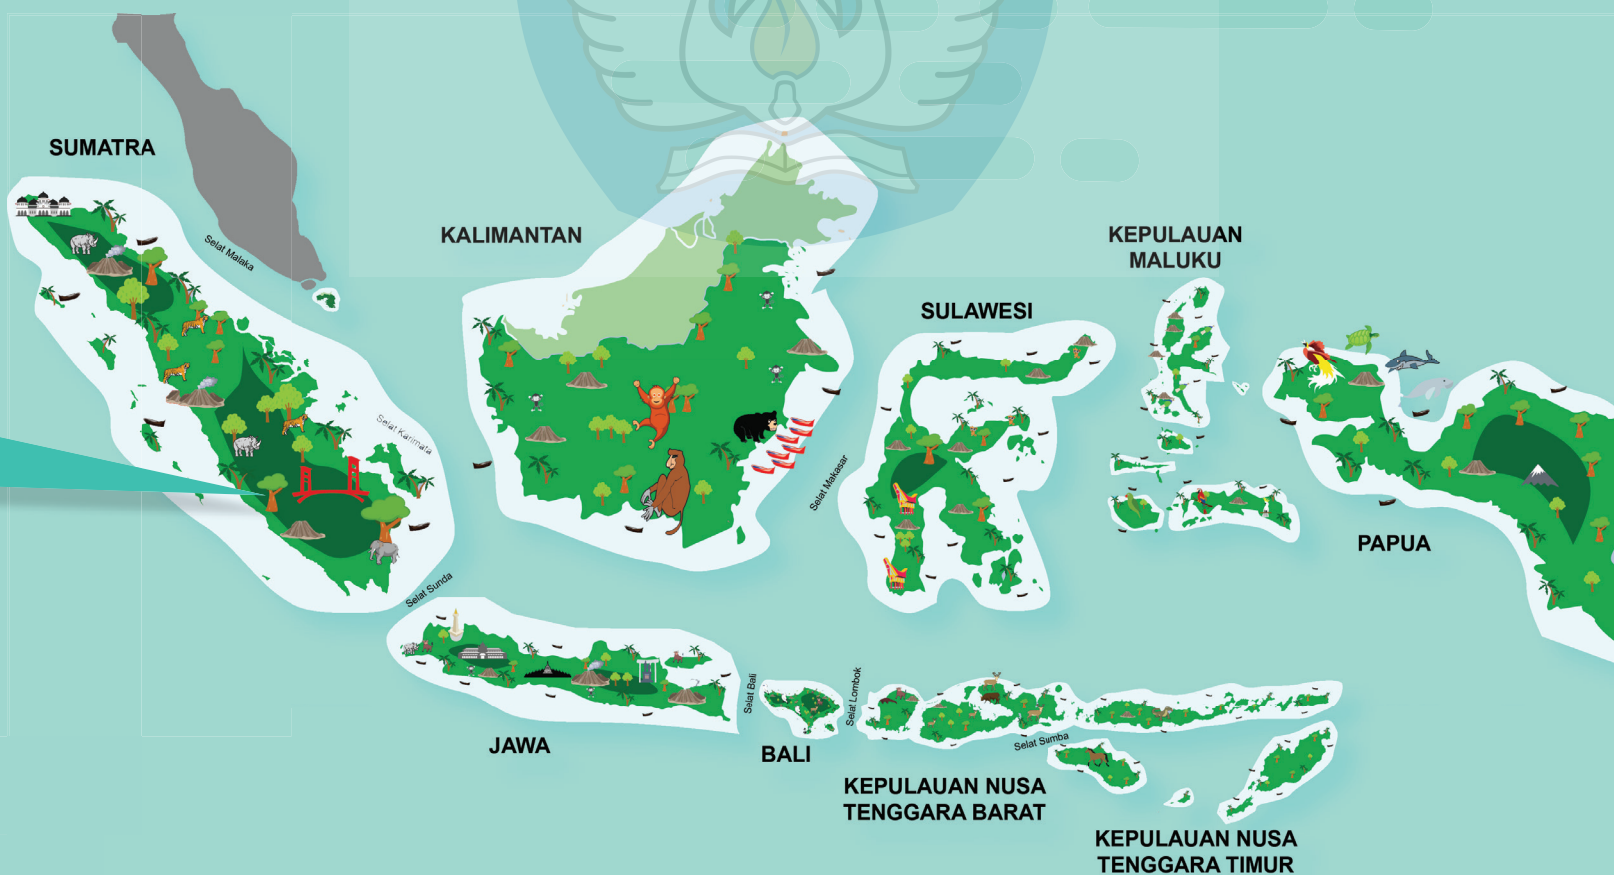 SUMATRA
Selat Malaka
KALIMANTAN
KEPULAUAN
MALUKU
SULAWESI
Selat Karimata
Selat Makasar
PAPUA
Selat Sunda
JAWA
Selat Bali
BALI
Selat Lombok
Selat Sumba
KEPULAUAN NUSA
TENGGARA BARAT
KEPULAUAN NUSA
TENGGARA TIMUR